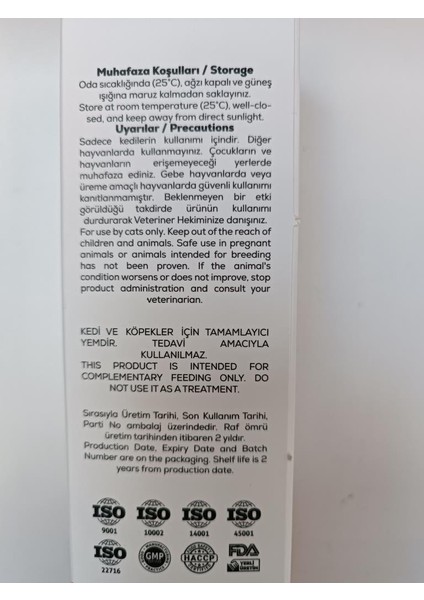 Muhafaza Koşulları / Storage
Oda sıcaklığında (25°C), ağzı kapalı ve güneş
ışığına maruz kalmadan saklayınız.
Store at room temperature (25°C), well-clo-
sed, and keep away from direct sunlight.
Uyarılar / Precautions
Sadece kedilerin kullanımı içindir. Diğer
hayvanlarda kullanmayınız. Çocukların ve
hayvanların erişemeyeceği yerlerde
muhafaza ediniz. Gebe hayvanlarda veya
üreme amaçlı hayvanlarda güvenli kullanımı
kanıtlanmamıştır. Beklenmeyen bir etki
görüldüğü takdirde ürünün kullanımı
durdurarak Veteriner Hekiminize danışınız.
For use by cats only. Keep out of the reach of
children and animals. Safe use in pregnant
animals or animals intended for breeding
has not been proven. If the animal's
condition worsens or does not improve, stop
product administration and consult your
veterinarian.
KEDİ VE KÖPEKLER İÇİN TAMAMLAYICI
YEMDİR. TEDAVİ AMACIYLA
KULLANILMAZ.
THIS PRODUCT IS INTENDED FOR
COMPLEMENTARY FEEDING ONLY. DO
NOT USE IT AS A TREATMENT.
Sırasıyla Üretim Tarihi, Son Kullanım Tarihi,
Parti No ambalaj üzerindedir. Raf ömrü
üretim tarihinden itibaren 2 yıldır.
Production Date, Expiry Date and Batch
Number are on the packaging. Shelf life is 2
years from production date.
ISO ISO ISO ISO
9001 10002 14001 45001
ISO GMP HACCP FDA
22716 YERLİ ÜRETİM